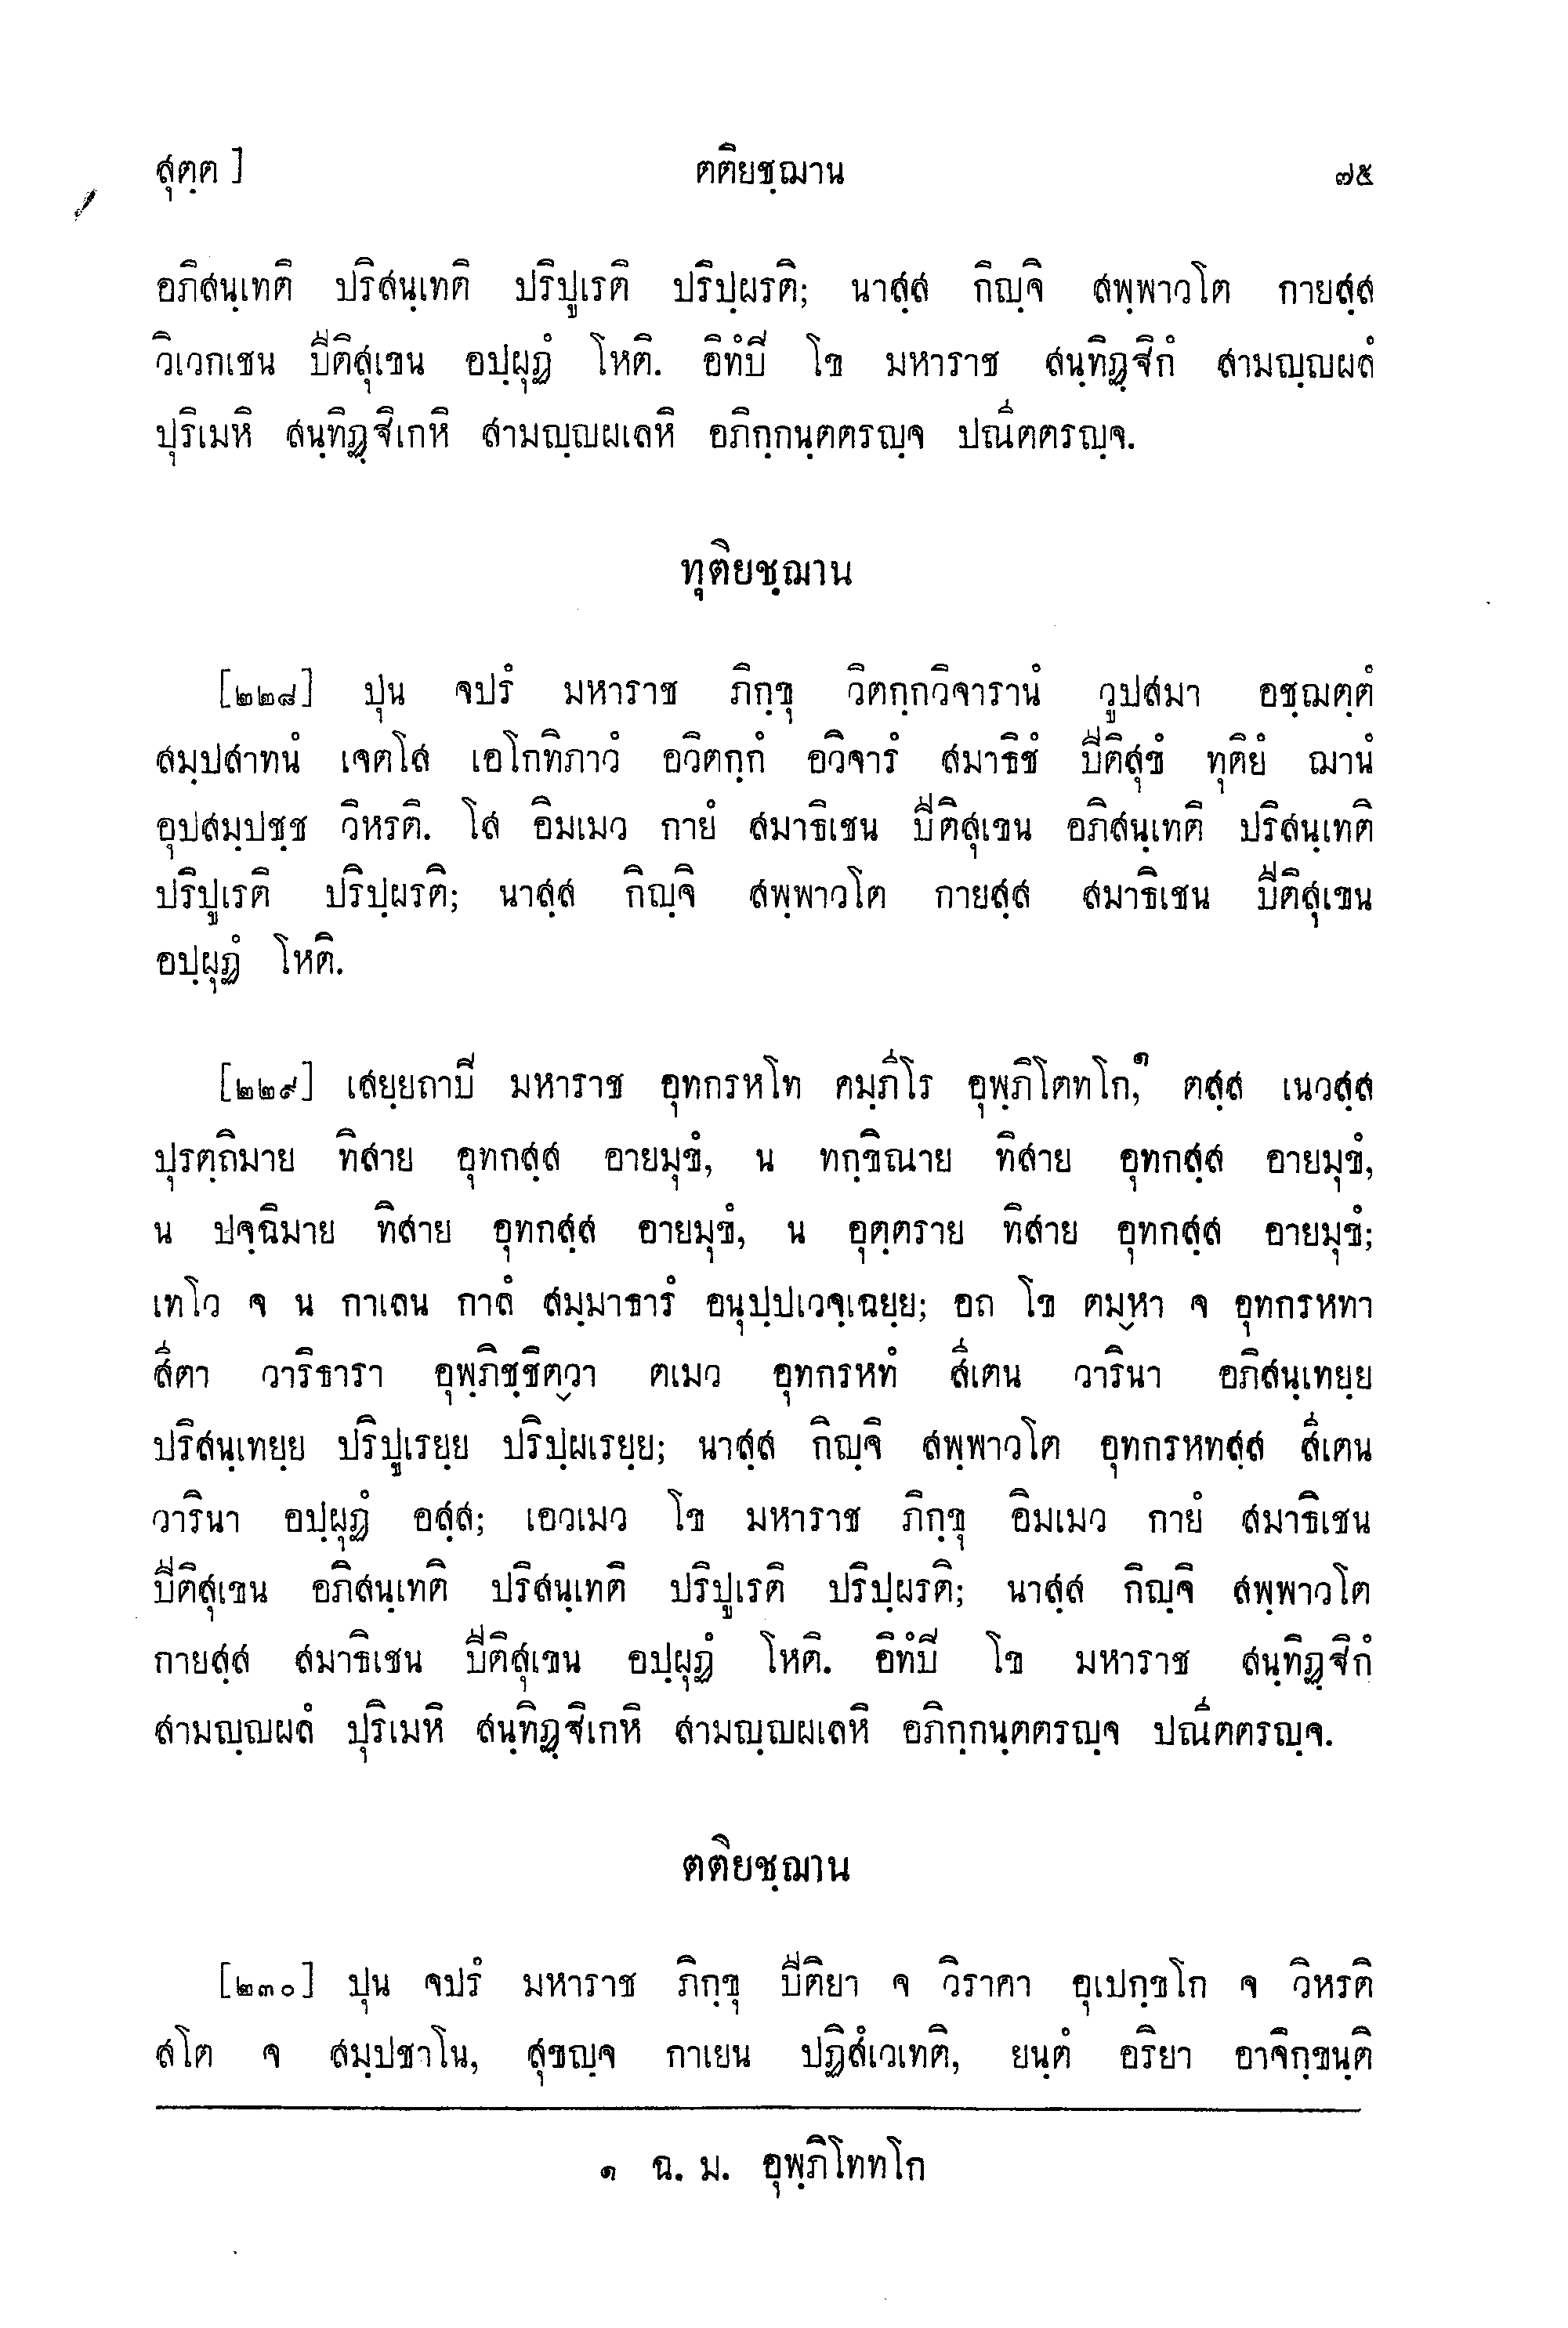 สุตฺต ] ตติยชฺฌาน ๗๕
อภิสนฺเทติ ปริสนฺเทติ ปริปูเรติ ปริปฺผรติ; นาสฺส กิญฺจิ สพฺพาวโต กายสฺส
วิเวกเชน ปีติสุเขน อปฺผุฏํ โหติ. อิทํปี โข มหาราช สนฺทิฏฺฐิกํ สามญฺญผลํ
ปุริเมหิ สนฺทิฏฺฐิเกหิ สามญฺญผเลหิ อภิกฺกนฺตตรญฺจ ปณีตตรญฺจ.
ทุติยชฺฌาน
[๒๒๘] ปุน จปรํ มหาราช ภิกฺขุ วิตกฺกวิจารานํ วูปสมา อชฺฌตฺตํ
สมฺปสาทนํ เจตโส เอโกทิภาวํ อวิตกฺกํ อวิจารํ สมาธิชํ ปีติสุขํ ทุติยํ ฌานํ
อุปสมฺปชฺช วิหรติ. โส อิมเมว กายํ สมาธิเชน ปีติสุเขน อภิสนฺเทติ ปริสนฺเทติ
ปริปูเรติ ปริปฺผรติ; นาสฺส กิญฺจิ สพฺพาวโต กายสฺส สมาธิเชน ปีติสุเขน
อปฺผุฏํ โหติ.
[๒๒๙] เสยฺยถาปี มหาราช อุทกรหโท คมฺภีโร อุพฺภิโตทโก,๑ ตสฺส เนวสฺส
ปุรตฺถิมาย ทิสาย อุทกสฺส อายมุขํ, น ทกฺขิณาย ทิสาย อุทกสฺส อายมุขํ,
น ปจฺฉิมาย ทิสาย อุทกสฺส อายมุขํ, น อุตฺตราย ทิสาย อุทกสฺส อายมุขํ;
เทโว จ น กาเลน กาลํ สมฺมาธารํ อนุปฺปเวจฺเฉยฺย; อถ โข ตมฺหา จ อุทกรหทา
สีตา วาริธารา อุพฺภิชฺชิตฺวา ตเมว อุทกรหทํ สีเตน วารินา อภิสนฺเทยฺย
ปริสนฺเทยฺย ปริปูเรยฺย ปริปฺผเรยฺย; นาสฺส กิญฺจิ สพฺพาวโต อุทกรหทสฺส สีเตน
วารินา อปฺผุฏํ อสฺส; เอวเมว โข มหาราช ภิกฺขุ อิมเมว กายํ สมาธิเชน
ปีติสุเขน อภิสนฺเทติ ปริสนฺเทติ ปริปูเรติ ปริปฺผรติ; นาสฺส กิญฺจิ สพฺพาวโต
กายสฺส สมาธิเชน ปีติสุเขน อปฺผุฏํ โหติ. อิทํปี โข มหาราช สนฺทิฏฺฐิกํ
สามญฺญผลํ ปุริเมหิ สนฺทิฏฺฐิเกหิ สามญฺญผเลหิ อภิกฺกนฺตตรญฺจ ปณีตตรญฺจ.
ตติยชฺฌาน
[๒๓๐] ปุน จปรํ มหาราช ภิกฺขุ ปีติยา จ วิราคา อุเปกฺขโก จ วิหรติ
สโต จ สมฺปชาโน, สุขญฺจ กาเยน ปฏิสํเวเทติ, ยนฺตํ อริยา อาจิกฺขนฺติ
๑ ฉ. ม. อุพฺภิโททโก